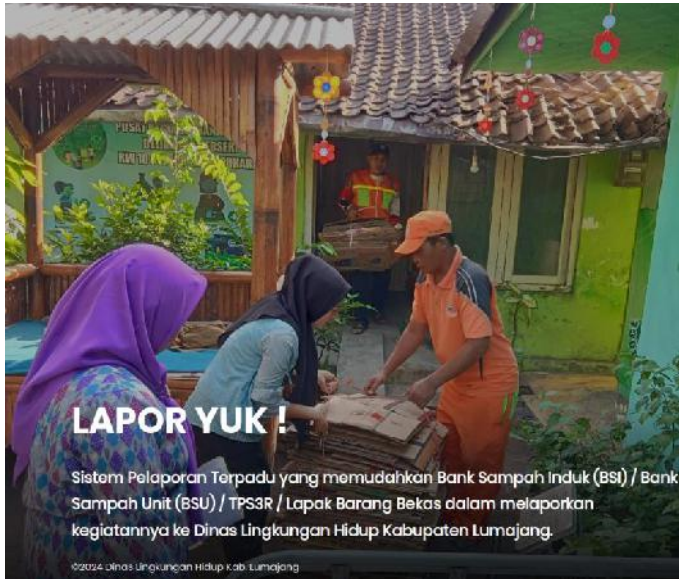 LAPOR YUK !
Sistem Pelaporan Terpadu yang memudahkan Bank Sampah Induk (BSI) / Bank
Sampah Unit (BSU) / TPS3R / Lapak Barang Bekas dalam melaporkan
kegiatannya ke Dinas Lingkungan Hidup Kabupaten Lumajang.
©2024 Dinas Lingkungan Hidup Kab. Lumajang